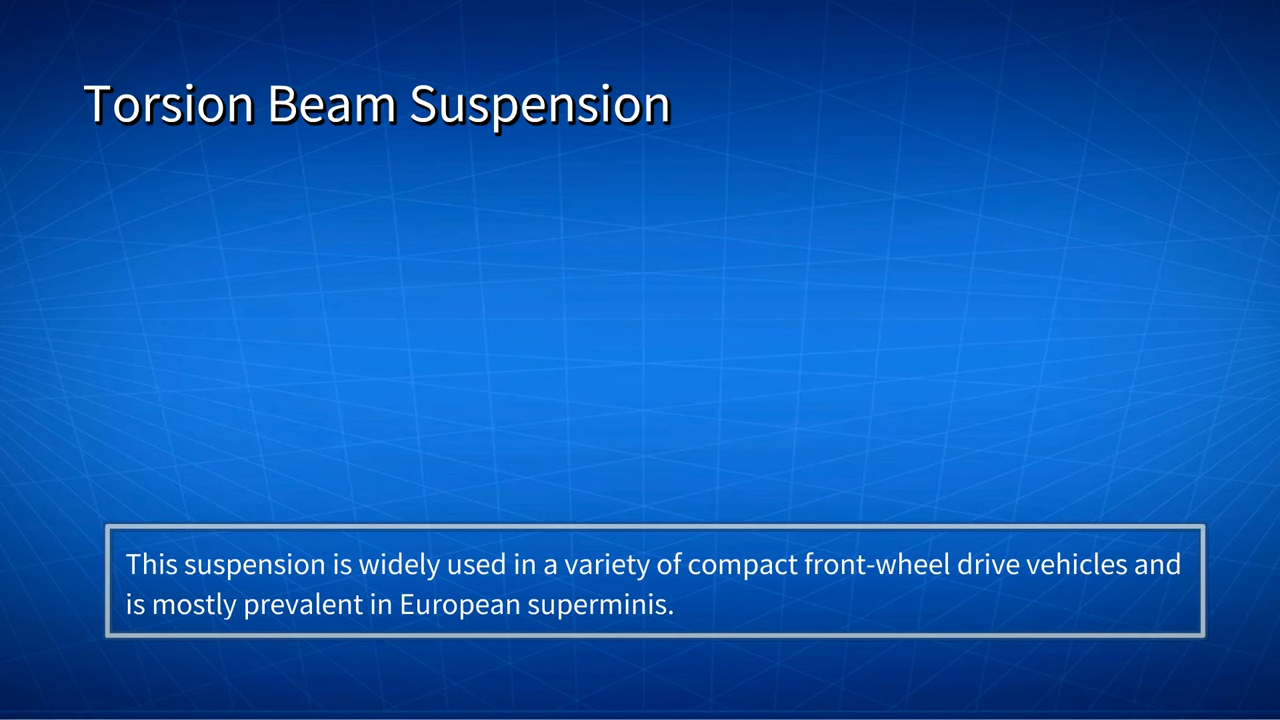 Torsion Beam Suspension
This suspension is widely used in a variety of compact front-wheel drive vehicles and
is mostly prevalent in European superminis.